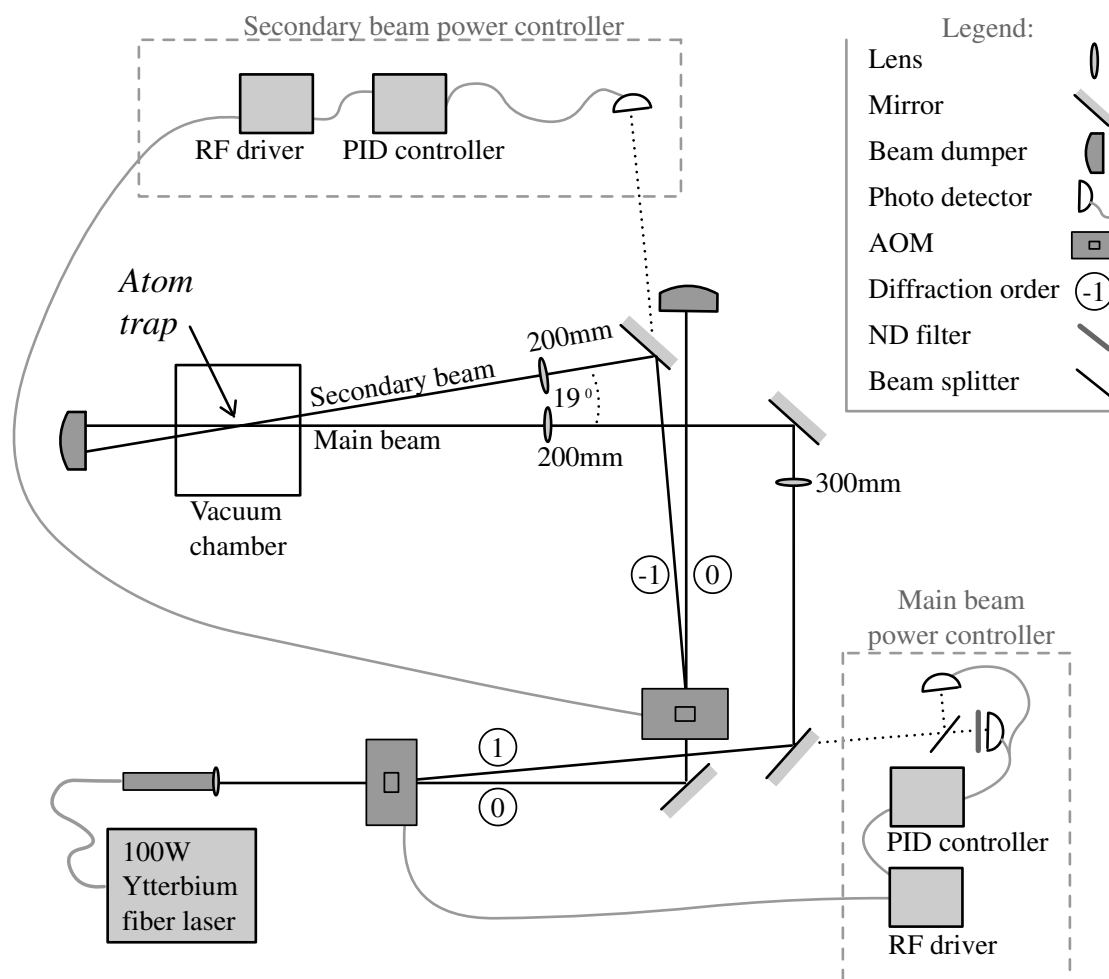 Secondary beam power controller
RF driver
PID controller
Legend:
Lens
Mirror
Beam dumper
Photo detector
AOM
Diffraction order
-1
ND filter
Beam splitter
Atom
trap
200mm
Secondary beam
19 0
Main beam
200mm
300mm
Vacuum
chamber
-1
0
Main beam
power controller
1
0
PID controller
RF driver
100W
Ytterbium
fiber laser